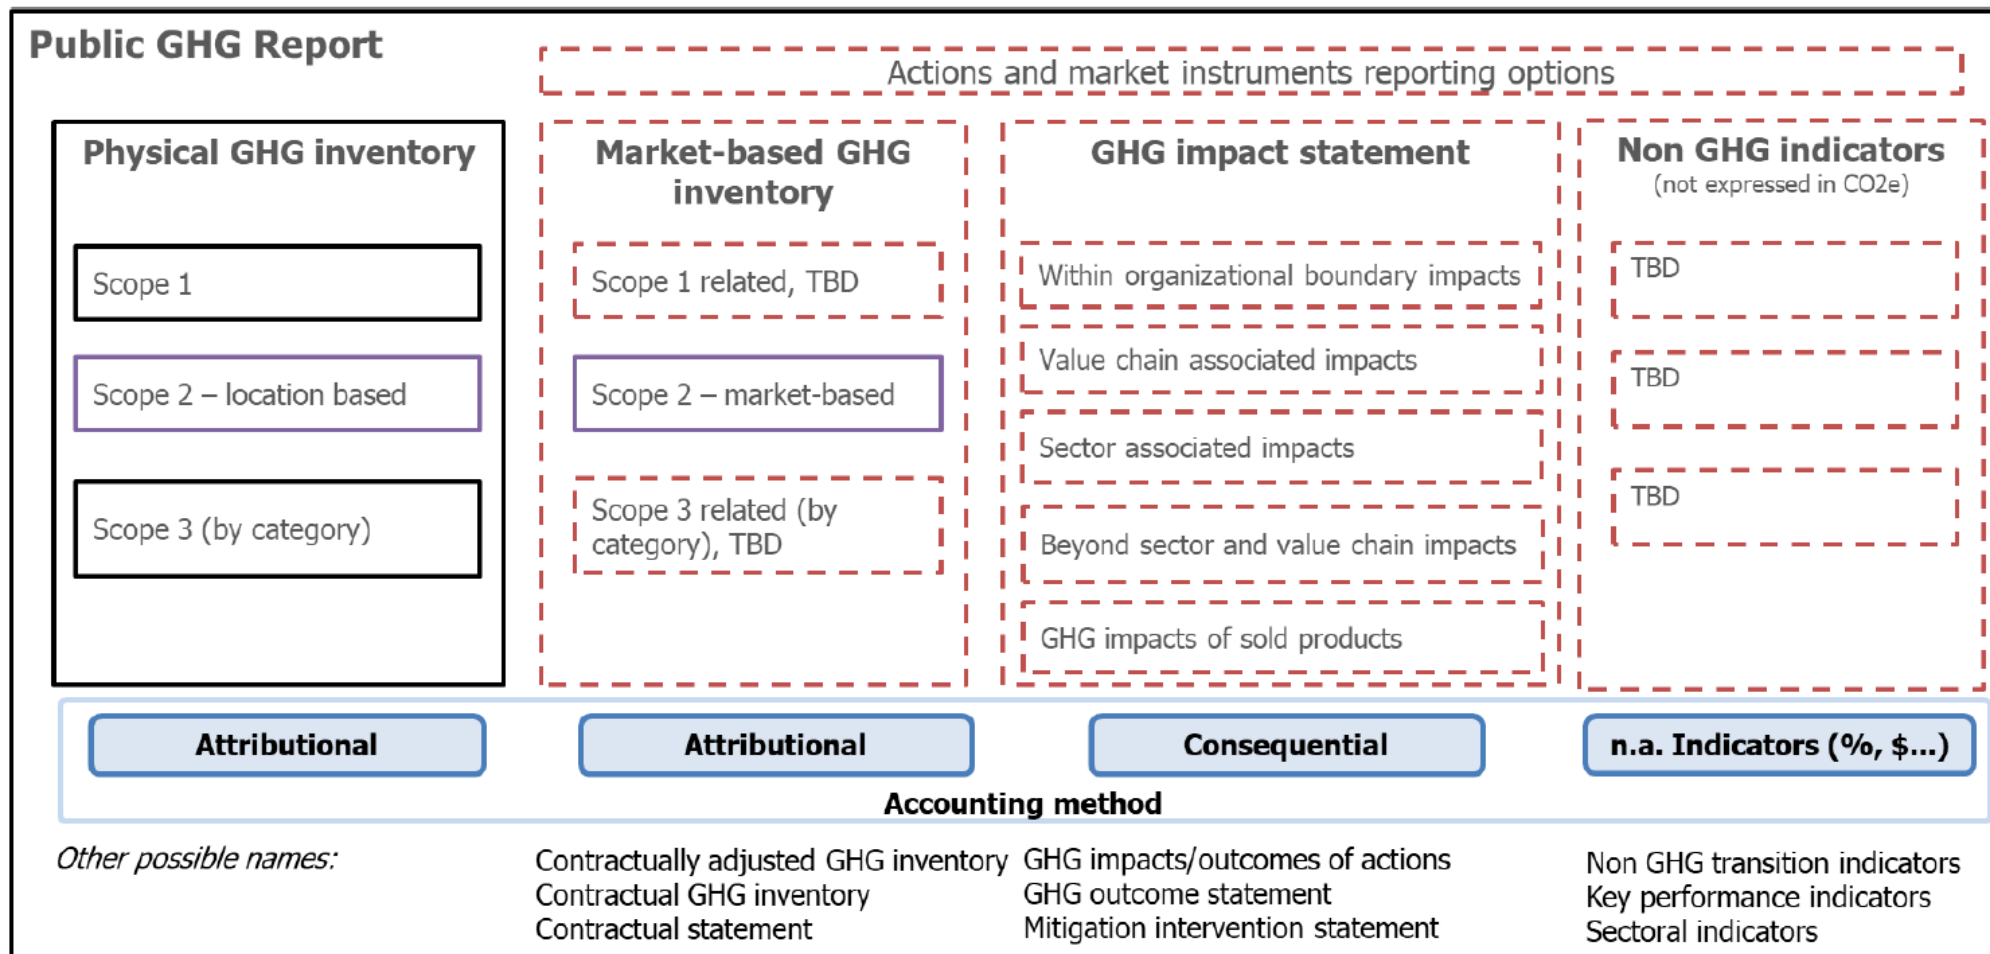 Public GHG Report
Actions and market instruments reporting options
Physical GHG inventory
Scope 1
Scope 2 – location based
Scope 3 (by category)
Market-based GHG
inventory
Scope 1 related, TBD
Scope 2 – market-based
Scope 3 related (by
category), TBD
GHG impact statement
Within organizational boundary impacts
Value chain associated impacts
Sector associated impacts
Beyond sector and value chain impacts
GHG impacts of sold products
Non GHG indicators
(not expressed in CO2e)
TBD
TBD
TBD
Attributional
Attributional
Consequential
n.a. Indicators (%, $...)
Accounting method
Other possible names:
Contractually adjusted GHG inventory
Contractual GHG inventory
Contractual statement
GHG impacts/outcomes of actions
GHG outcome statement
Mitigation intervention statement
Non GHG transition indicators
Key performance indicators
Sectoral indicators